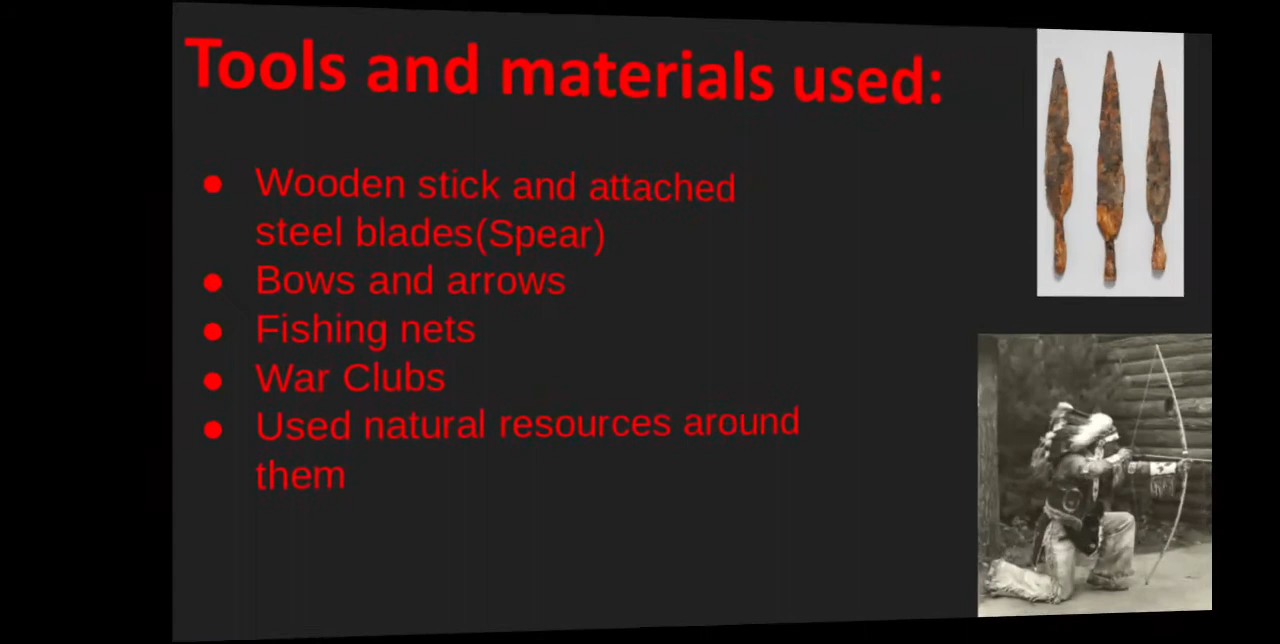 Tools and materials used:
● Wooden stick and attached
steel blades(Spear)
● Bows and arrows
● Fishing nets
● War Clubs
● Used natural resources around
them